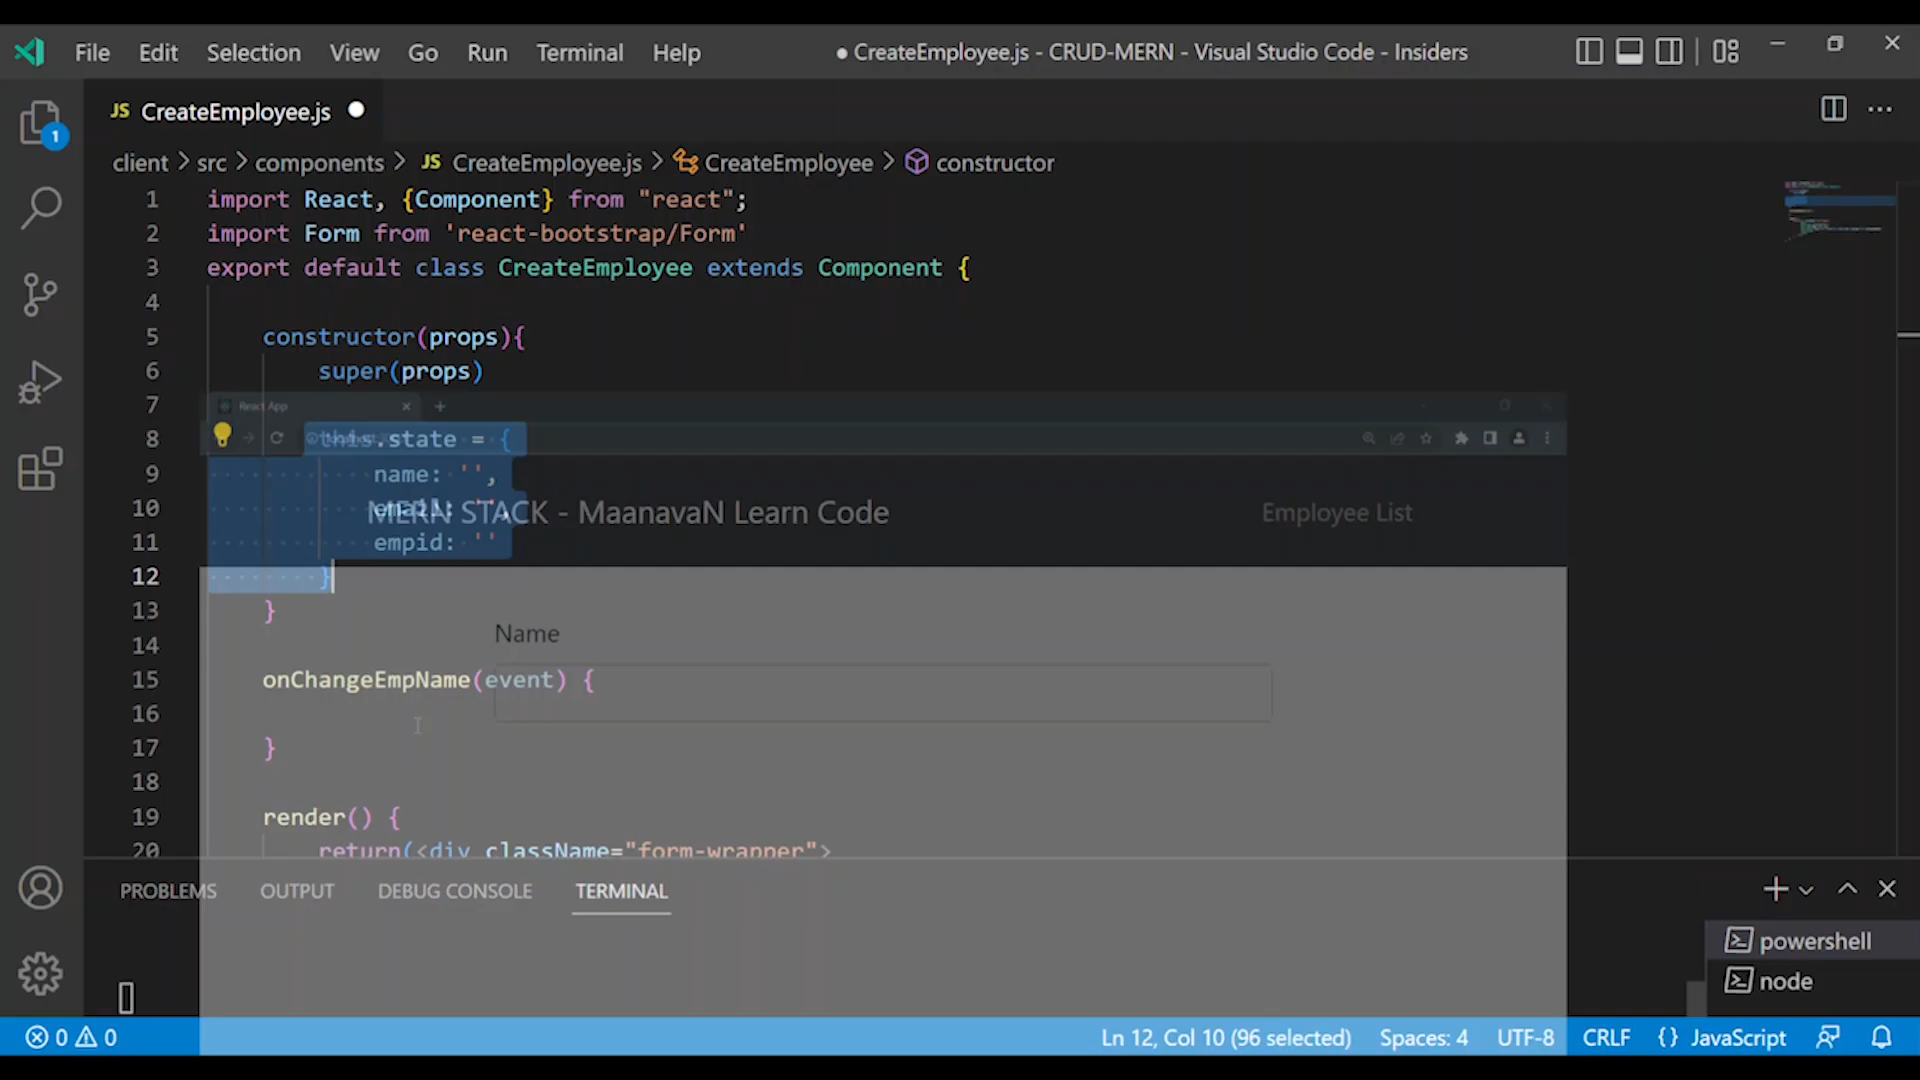 File Edit Selection View Go Run Terminal Help
● CreateEmployee.js - CRUD-MERN - Visual Studio Code - Insiders
JS CreateEmployee.js ●
1
client > src > components > JS CreateEmployee.js > CreateEmployee > constructor
1 import React, {Component} from "react";
2 import Form from 'react-bootstrap/Form'
3 export default class CreateEmployee extends Component {
4
5 constructor(props){
6 super(props)
7
React App
8 this.state = {
9 name: '',
10 email: '',
MERN STACK - MaanavaN Learn Code
Employee List
11 empid: ''
12 }
13 }
Name
14
15 onChangeEmpName(event) {
16
17 }
18
19 render() {
20 return(<div className="form-wrapper">
PROBLEMS OUTPUT DEBUG CONSOLE TERMINAL
powershell
node
0 0
Ln 12, Col 10 (96 selected) Spaces: 4 UTF-8 CRLF {} JavaScript